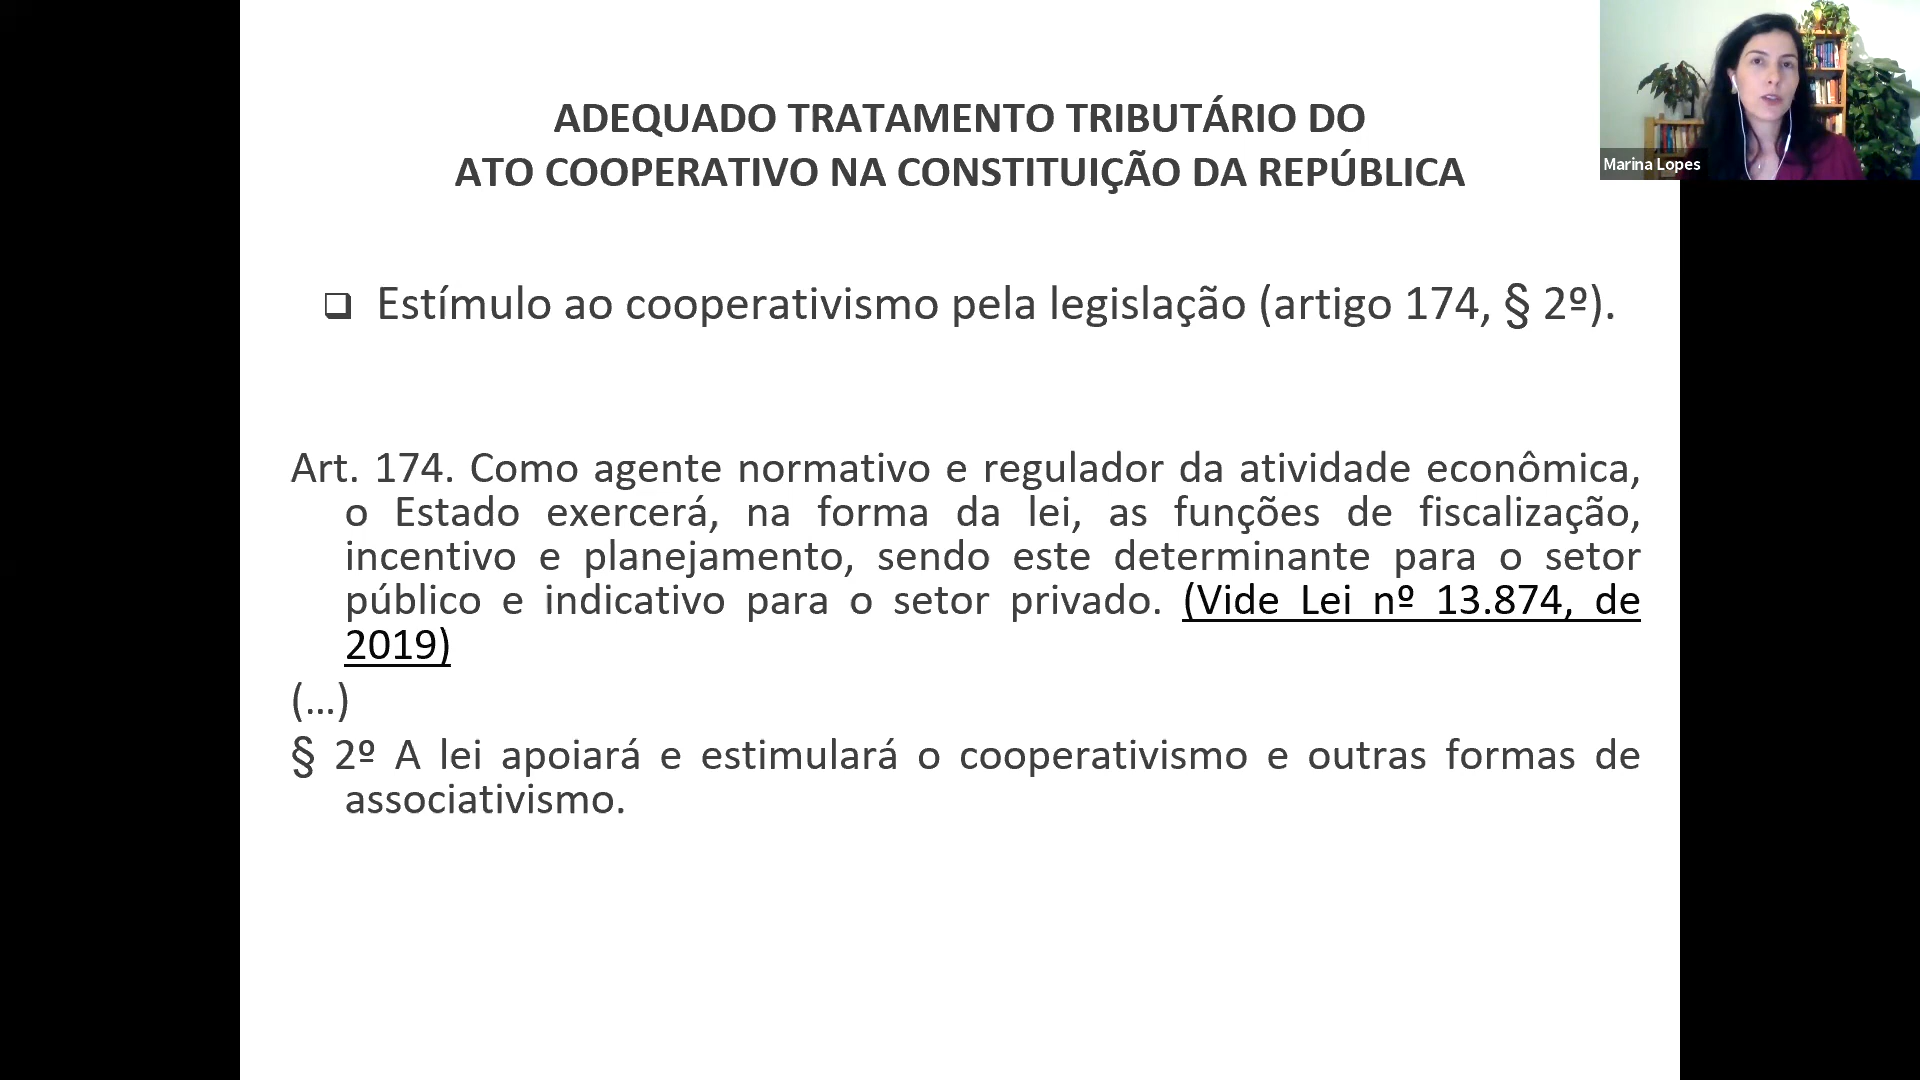 ADEQUADO TRATAMENTO TRIBUTÁRIO DO
ATO COOPERATIVO NA CONSTITUIÇÃO DA REPÚBLICA
Marina Lopes
Estímulo ao cooperativismo pela legislação (artigo 174, § 2º).
Art. 174. Como agente normativo e regulador da atividade econômica,
o Estado exercerá, na forma da lei, as funções de fiscalização,
incentivo e planejamento, sendo este determinante para o setor
público e indicativo para o setor privado. (Vide Lei nº 13.874, de
2019)
(...)
§ 2º A lei apoiará e estimulará o cooperativismo e outras formas de
associativismo.